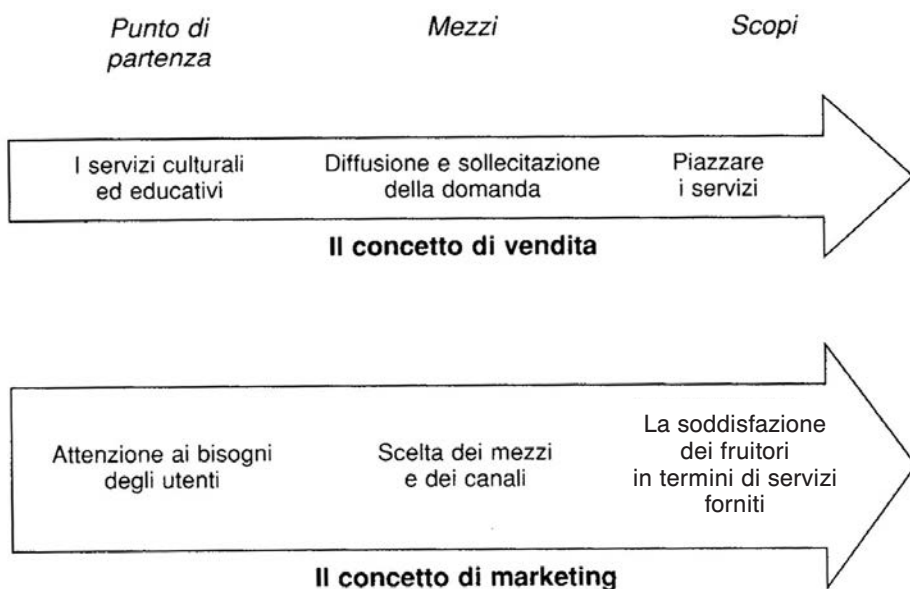 Punto di
partenza
Mezzi
Scopi
I servizi culturali
ed educativi
Diffusione e sollecitazione
della domanda
Piazzare
i servizi
Il concetto di vendita
Attenzione ai bisogni
degli utenti
Scelta dei mezzi
e dei canali
La soddisfazione
dei fruitori
in termini di servizi
forniti
Il concetto di marketing